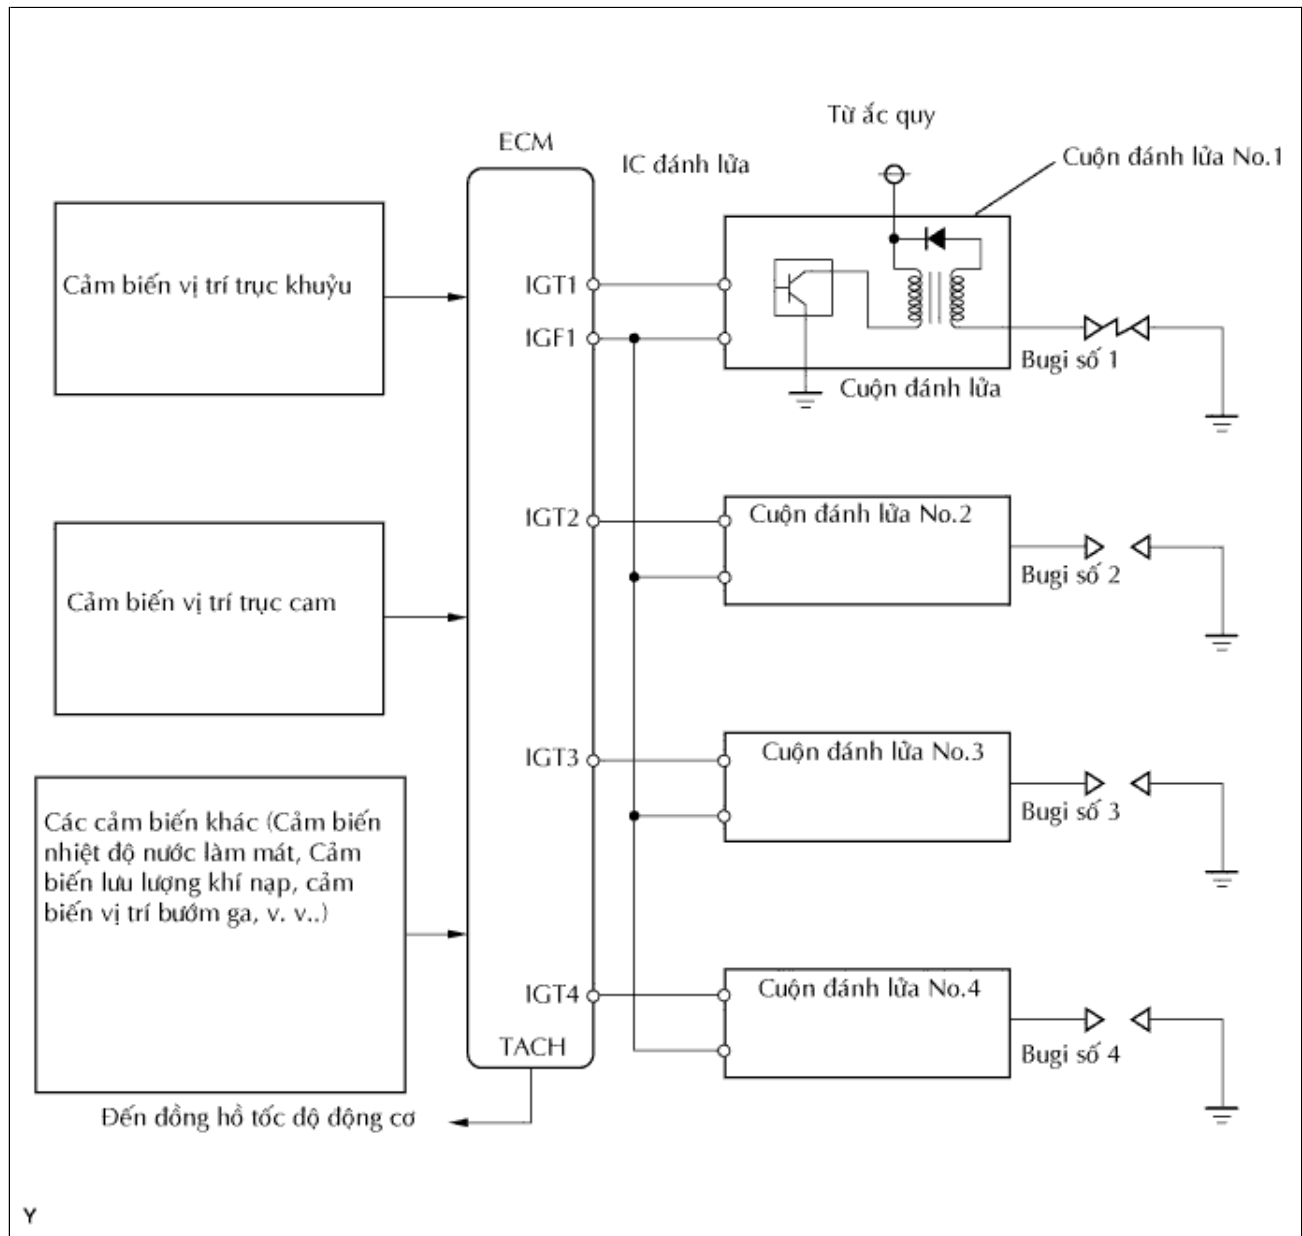 Từ ắc quy
ECM
IC đánh lửa
Cuộn đánh lửa No.1
Cảm biến vị trí trục khuỷu
IGT1
IGF1
Bugi số 1
Cuộn đánh lửa
IGT2
Cuộn đánh lửa No.2
Bugi số 2
Cảm biến vị trí trục cam
IGT3
Cuộn đánh lửa No.3
Bugi số 3
Các cảm biến khác (Cảm biến
nhiệt độ nước làm mát, Cảm
biến lưu lượng khí nạp, cảm
biến vị trí bướm ga, v. v..)
IGT4
Cuộn đánh lửa No.4
TACH
Bugi số 4
Đến đồng hồ tốc độ động cơ
Y